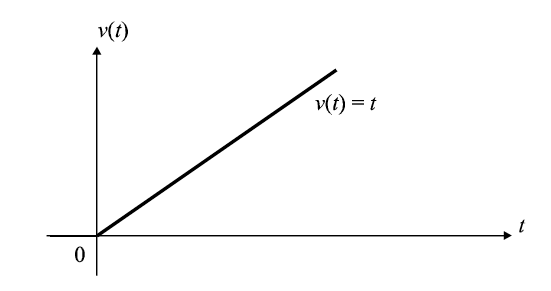 v(t)
v(t) = t
t
0